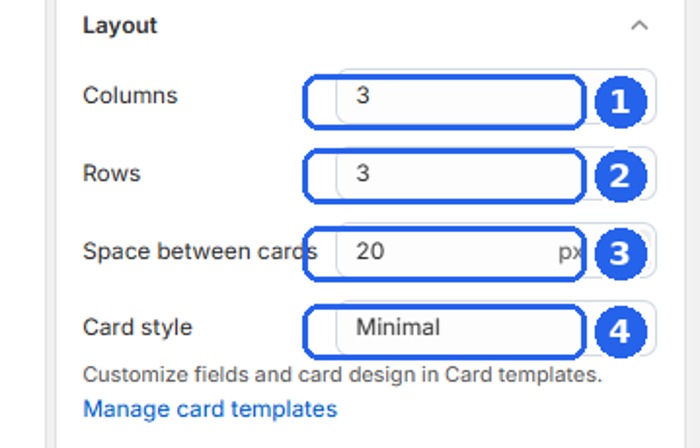 Layout
Columns 3 1
Rows 3 2
Space between cards 20 px 3
Card style Minimal 4
Customize fields and card design in Card templates.
Manage card templates